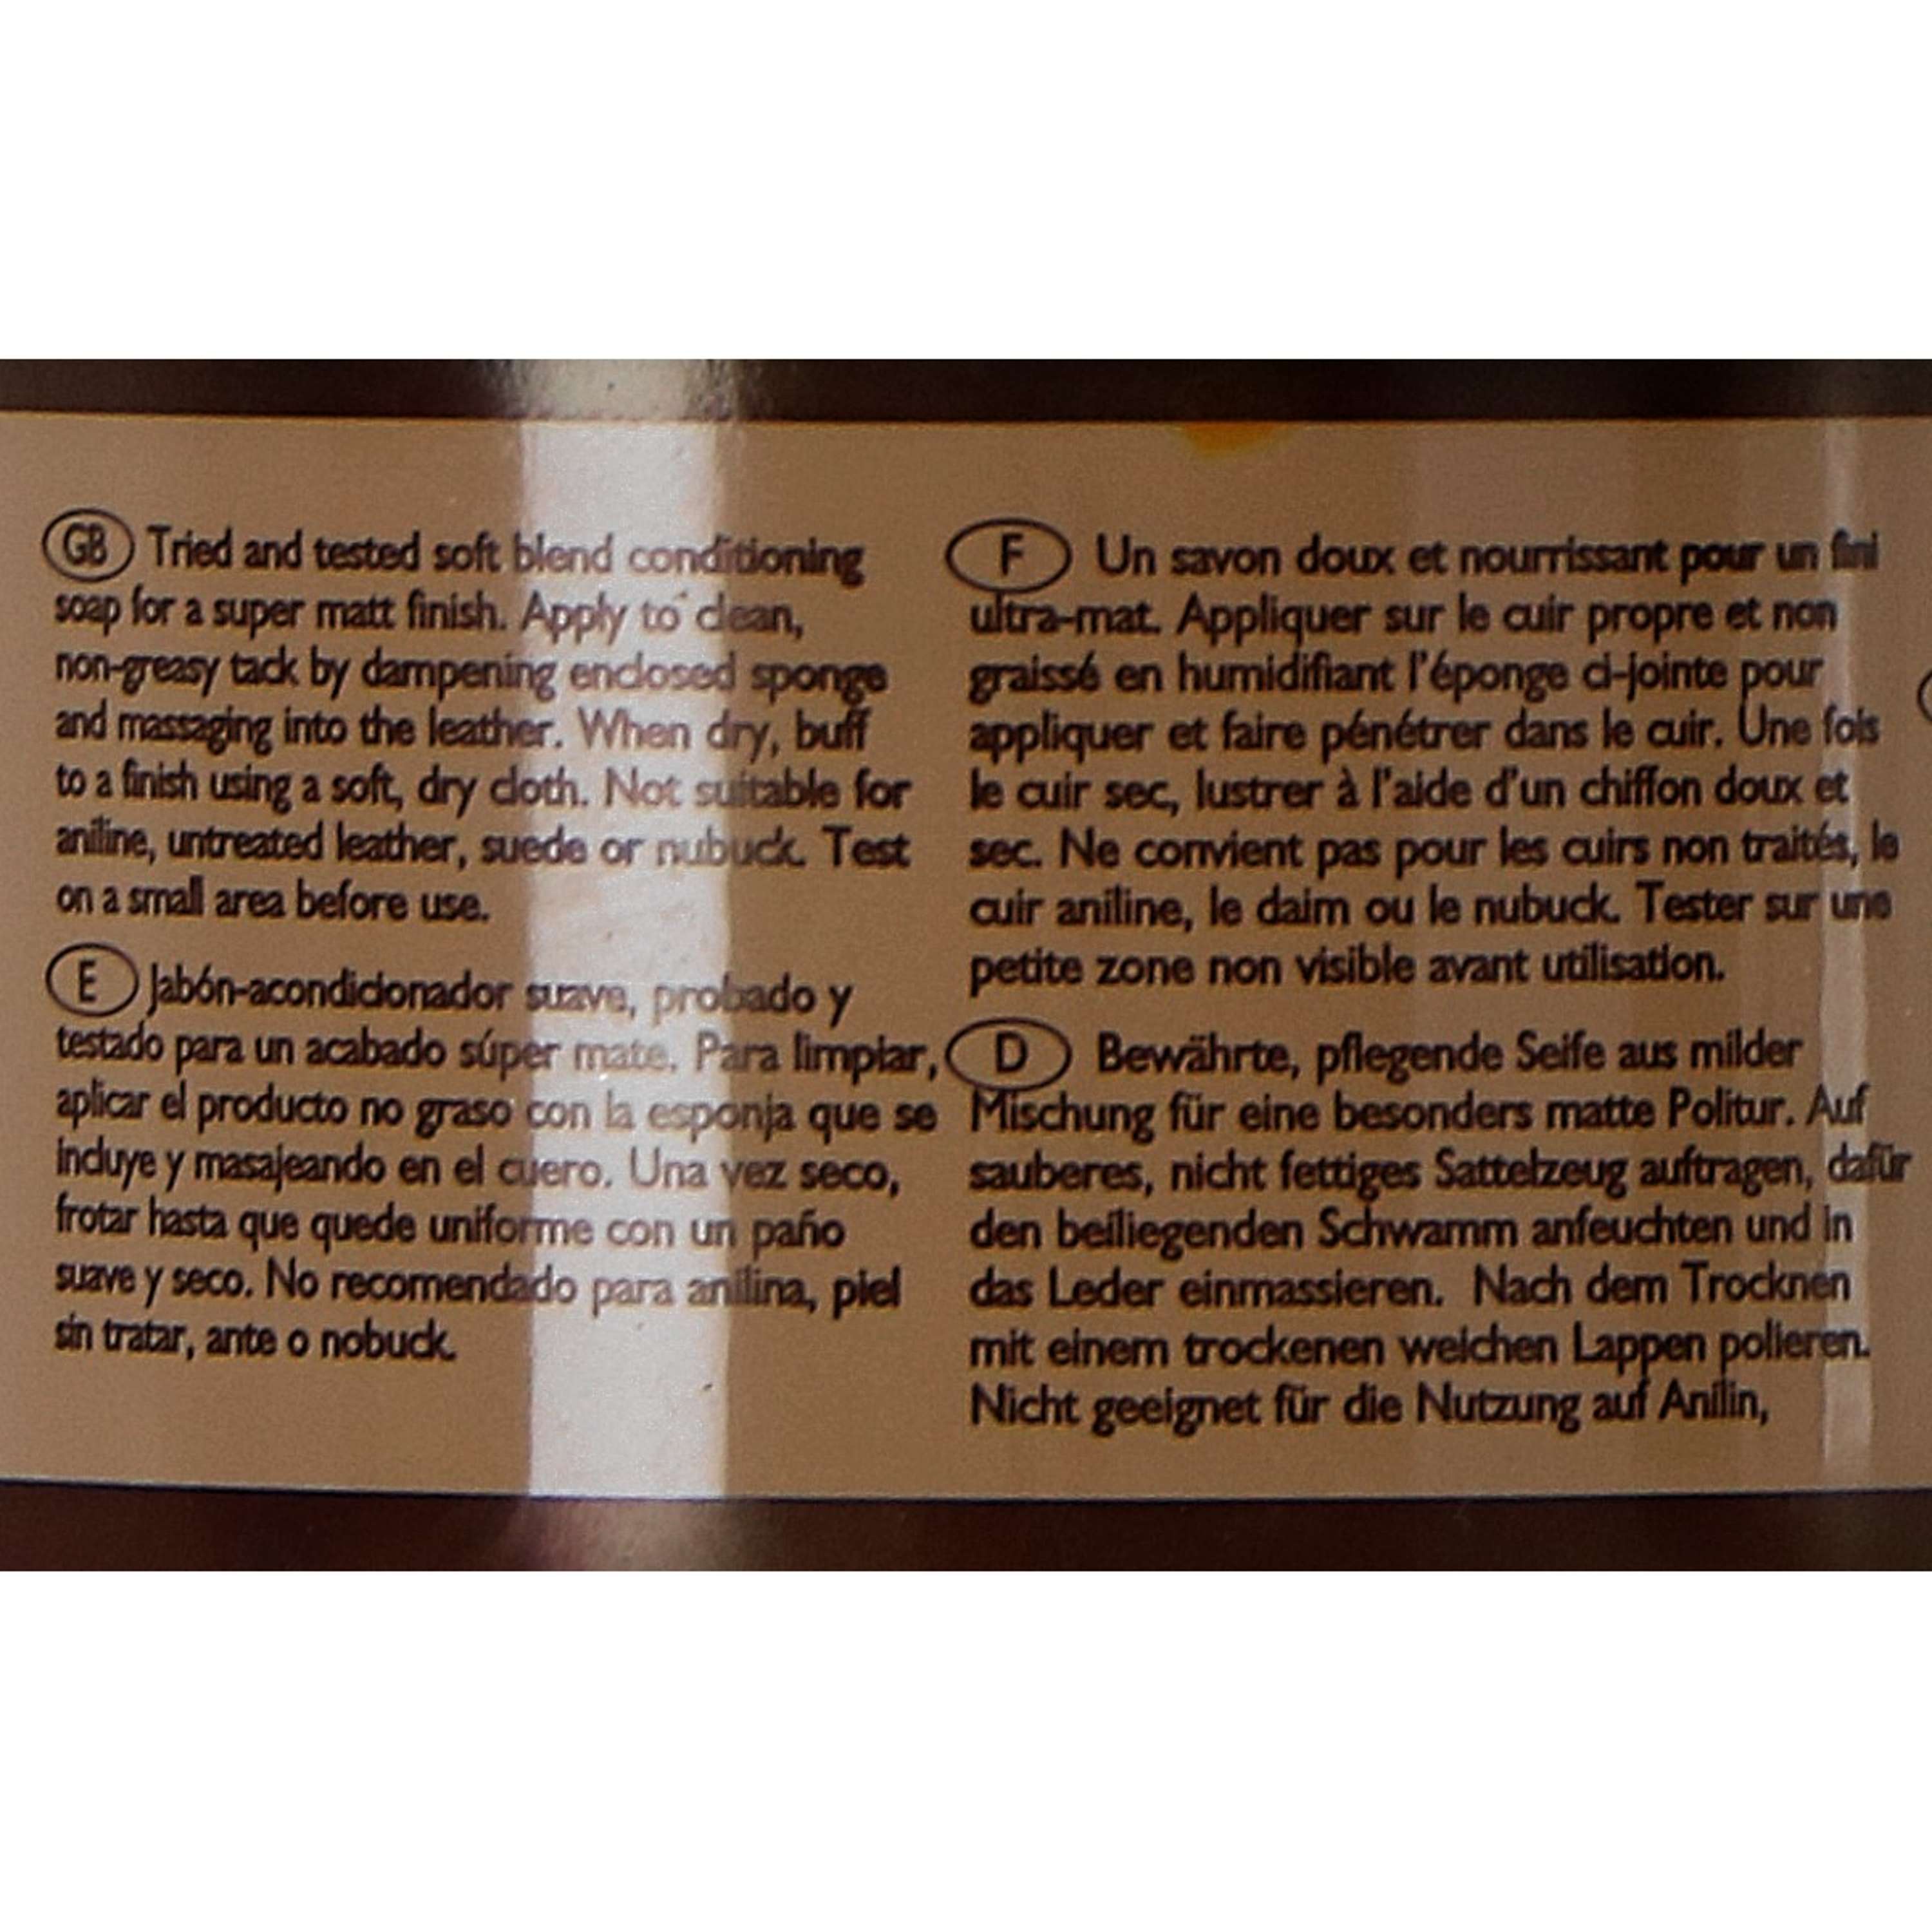 GB Tried and tested soft blend conditioning
soap for a super matt finish. Apply to clean,
non-greasy tack by dampening enclosed sponge
and massaging into the leather. When dry, buff
to a finish using a soft, dry cloth. Not suitable for
aniline, untreated leather, suede or nubuck. Test
on a small area before use.
E Jabón-acondicionador suave, probado y
testado para un acabado súper mate. Para limpiar,
aplicar el producto no graso con la esponja que se
incluye y masajeando en el cuero. Una vez seco,
frotar hasta que quede uniforme con un paño
suave y seco. No recomendado para anilina, piel
sin tratar, ante o nobuck.
F Un savon doux et nourrissant pour un fini
ultra-mat. Appliquer sur le cuir propre et non
graissé en humidifiant l'éponge ci-jointe pour
appliquer et faire pénétrer dans le cuir. Une fois
le cuir sec, lustrer à l'aide d'un chiffon doux et
sec. Ne convient pas pour les cuirs non traités, le
cuir aniline, le daim ou le nubuck. Tester sur une
petite zone non visible avant utilisation.
D Bewährte, pflegende Seife aus milder
Mischung für eine besonders matte Politur. Auf
sauberes, nicht fettiges Sattelzeug auftragen, dafür
den beiliegenden Schwamm anfeuchten und in
das Leder einmassieren. Nach dem Trocknen
mit einem trockenen weichen Lappen polieren.
Nicht geeignet für die Nutzung auf Anilin,